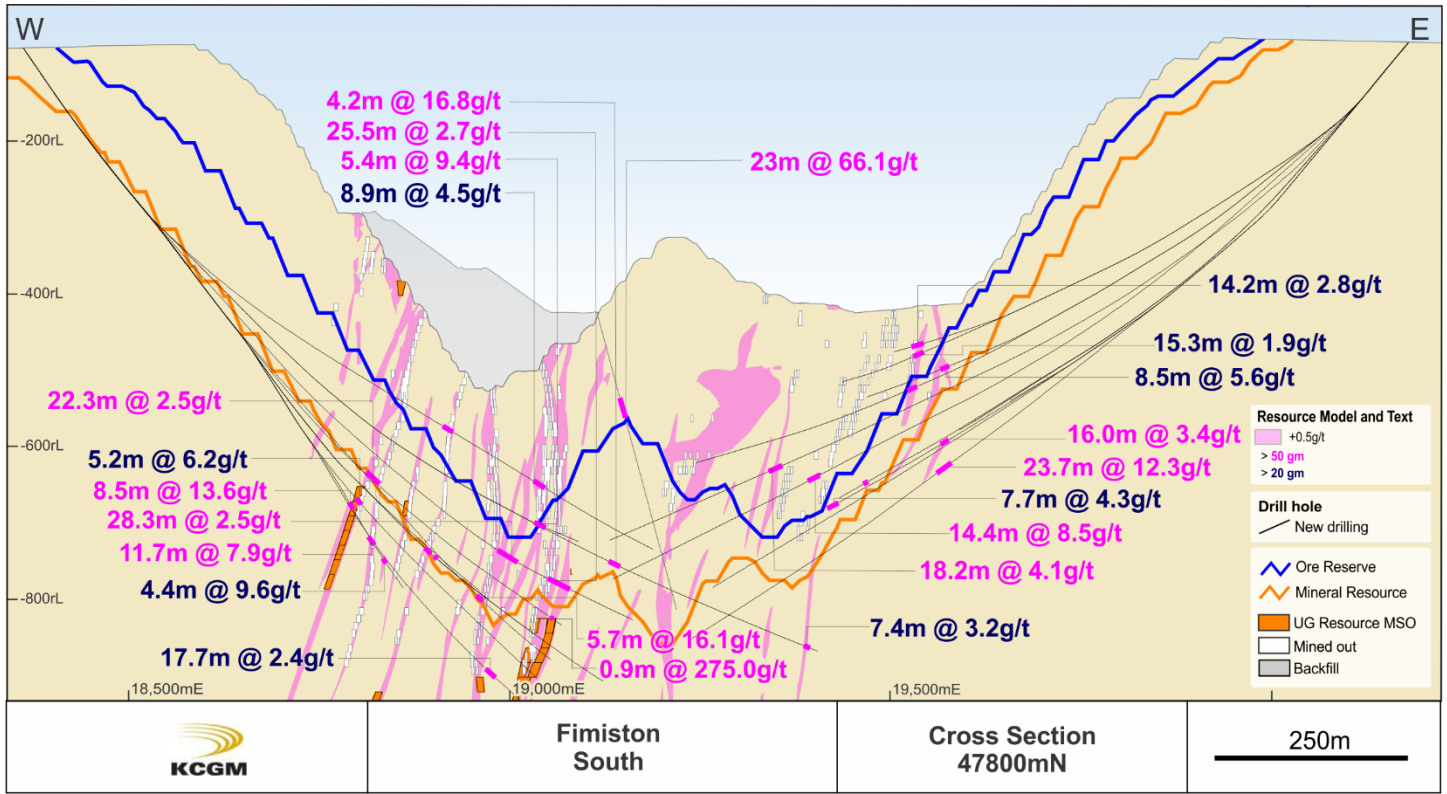 W
E
4.2m @ 16.8g/t
25.5m @ 2.7g/t
5.4m @ 9.4g/t
8.9m @ 4.5g/t
23m @ 66.1g/t
-200rL
-400rL
-600rL
-800rL
14.2m @ 2.8g/t
15.3m @ 1.9g/t
8.5m @ 5.6g/t
16.0m @ 3.4g/t
23.7m @ 12.3g/t
7.7m @ 4.3g/t
14.4m @ 8.5g/t
18.2m @ 4.1g/t
7.4m @ 3.2g/t
22.3m @ 2.5g/t
5.2m @ 6.2g/t
8.5m @ 13.6g/t
28.3m @ 2.5g/t
11.7m @ 7.9g/t
4.4m @ 9.6g/t
17.7m @ 2.4g/t
5.7m @ 16.1g/t
0.9m @ 275.0g/t
18,500mE
19,000mE
19,500mE
Resource Model and Text
+0.5g/t
> 50 gm
> 20 gm
Drill hole
New drilling
Ore Reserve
Mineral Resource
UG Resource MSO
Mined out
Backfill
KCGM
Fimiston
South
Cross Section
47800mN
250m